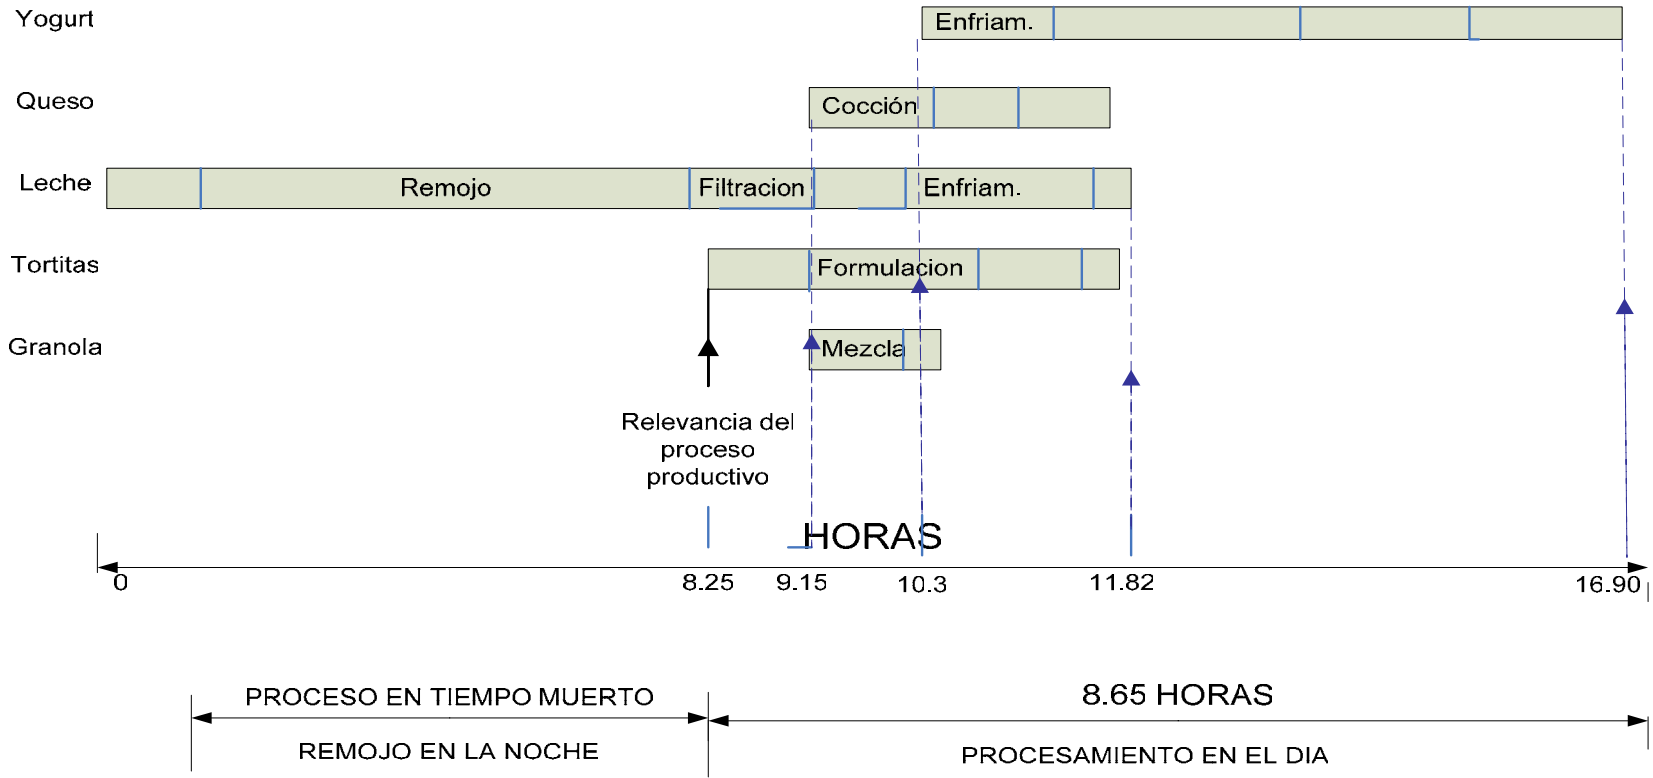 Yogurt
Enfriam.
Queso
Cocción
Leche
Remojo
Filtracion
Enfriam.
Tortitas
Formulacion
Granola
Mezcla
Relevancia del
proceso
productivo
HORAS
0
8.25
9.15
10.3
11.82
16.90
PROCESO EN TIEMPO MUERTO
8.65 HORAS
REMOJO EN LA NOCHE
PROCESAMIENTO EN EL DIA